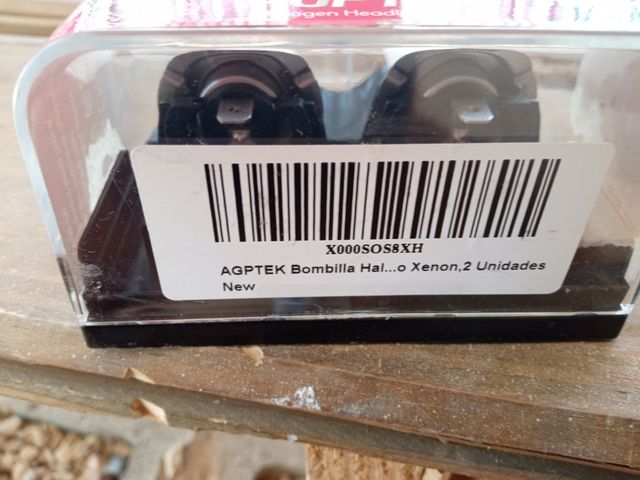 X000SOS8XH
AGPTEK Bombilla Hal...o Xenon,2 Unidades
New